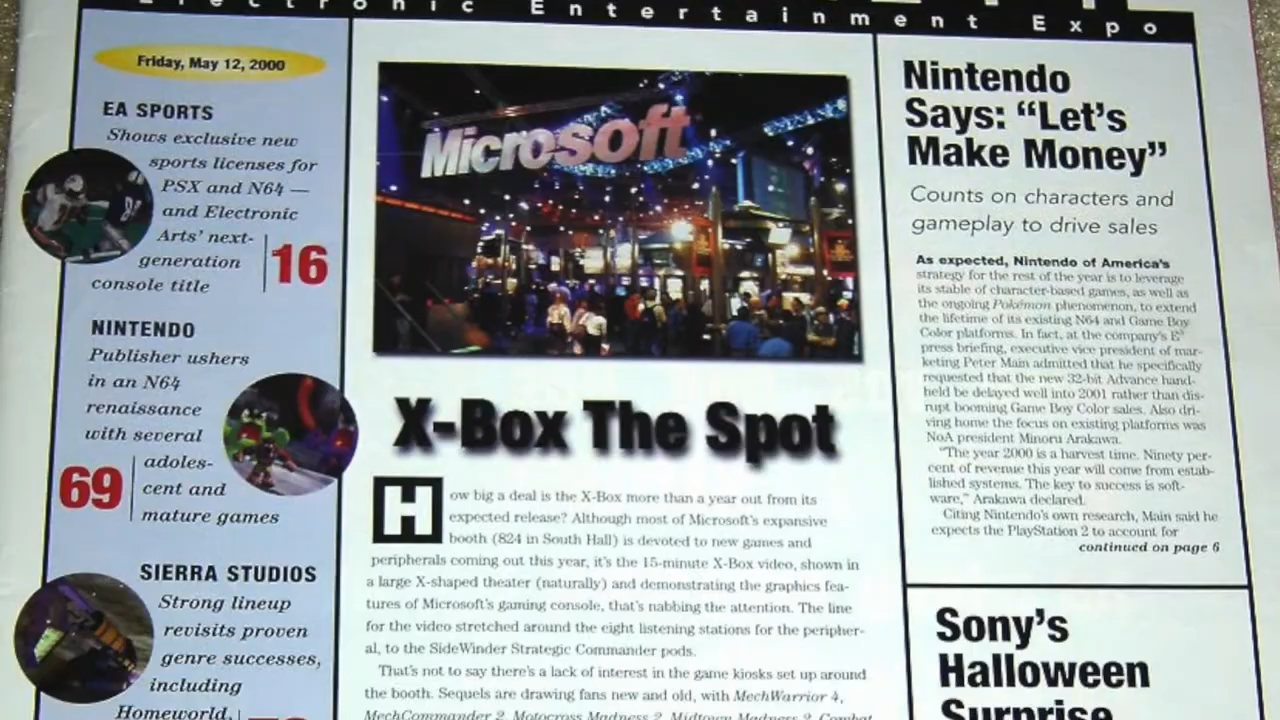 Electronic Entertainment Expo
Friday, May 12, 2000
EA SPORTS
Shows exclusive new
sports licenses for
PSX and N64 —
and Electronic
Arts' next-
generation
console title
16
NINTENDO
Publisher ushers
in an N64
renaissance
with several
adoles-
cent and
mature games
69
SIERRA STUDIOS
Strong lineup
revisits proven
genre successes,
including
Homeworld,
Microsoft
X-Box The Spot
How big a deal is the X-Box more than a year out from its
expected release? Although most of Microsoft's expansive
booth (824 in South Hall) is devoted to new games and
peripherals coming out this year, it's the 15-minute X-Box video, shown in
a large X-shaped theater (naturally) and demonstrating the graphics fea-
tures of Microsoft's gaming console, that's nabbing the attention. The line
for the video stretched around the eight listening stations for the peripher-
al, to the SideWinder Strategic Commander pods.
That's not to say there's a lack of interest in the game kiosks set up around
the booth. Sequels are drawing fans new and old, with MechWarrior 4,
MechCommander 2, Motocross Madness 2, Midtown Madness 2, Combat
Nintendo
Says: “Let's
Make Money”
Counts on characters and
gameplay to drive sales
As expected, Nintendo of America's
strategy for the rest of the year is to leverage
its stable of character-based games, as well as
the ongoing Pokémon phenomenon, to extend
the lifetime of its existing N64 and Game Boy
Color platforms. In fact, at the company's E³
press briefing, executive vice president of mar-
keting Peter Main admitted that he specifically
requested that the new 32-bit Advance hand-
held be delayed well into 2001 rather than dis-
rupt booming Game Boy Color sales. Also dri-
ving home the focus on existing platforms was
NoA president Minoru Arakawa.
“The year 2000 is a harvest time. Ninety per-
cent of revenue this year will come from estab-
lished systems. The key to success is soft-
ware,” Arakawa declared.
Citing Nintendo's own research, Main said he
expects the PlayStation 2 to account for
continued on page 6
Sony's
Halloween
Surprise